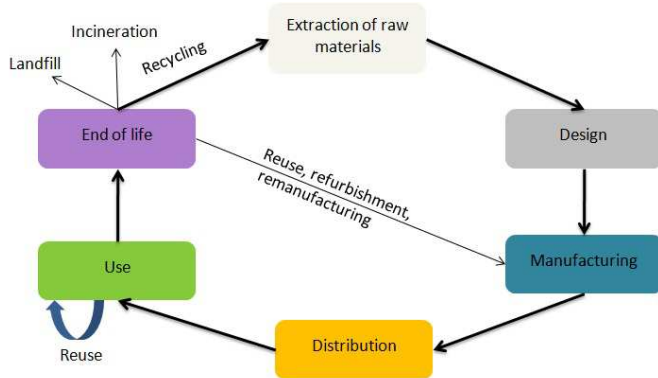 Incineration
Landfill
Recycling
Extraction of raw
materials
End of life
Design
Reuse, refurbishment,
remanufacturing
Use
Manufacturing
Reuse
Distribution